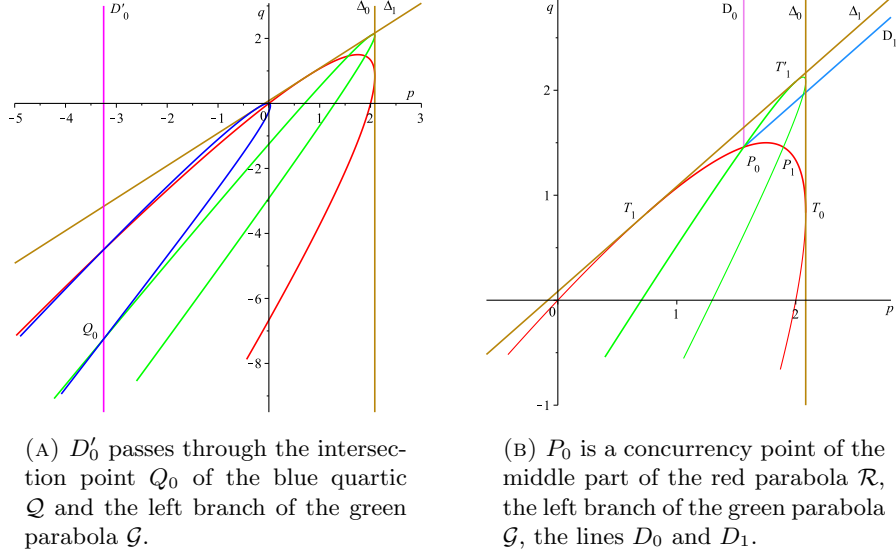 q
D′₀
Δ₀
Δ₁
2
p
-5
-4
-3
-2
-1
0
1
2
3
-2
-4
Q₀
-6
-8
(A) D′₀ passes through the intersec-
tion point Q₀ of the blue quartic
𝒬 and the left branch of the green
parabola 𝒢.
q
D₀
Δ₀
Δ₁
D₁
T′₁
2
P₀
P₁
1
T₁
T₀
0
1
2
p
-1
(B) P₀ is a concurrency point of the
middle part of the red parabola ℛ,
the left branch of the green parabola
𝒢, the lines D₀ and D₁.